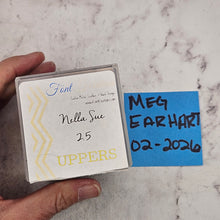 Font
Nella Sue
25
UPPERS
MEG
EARHART
02-2026